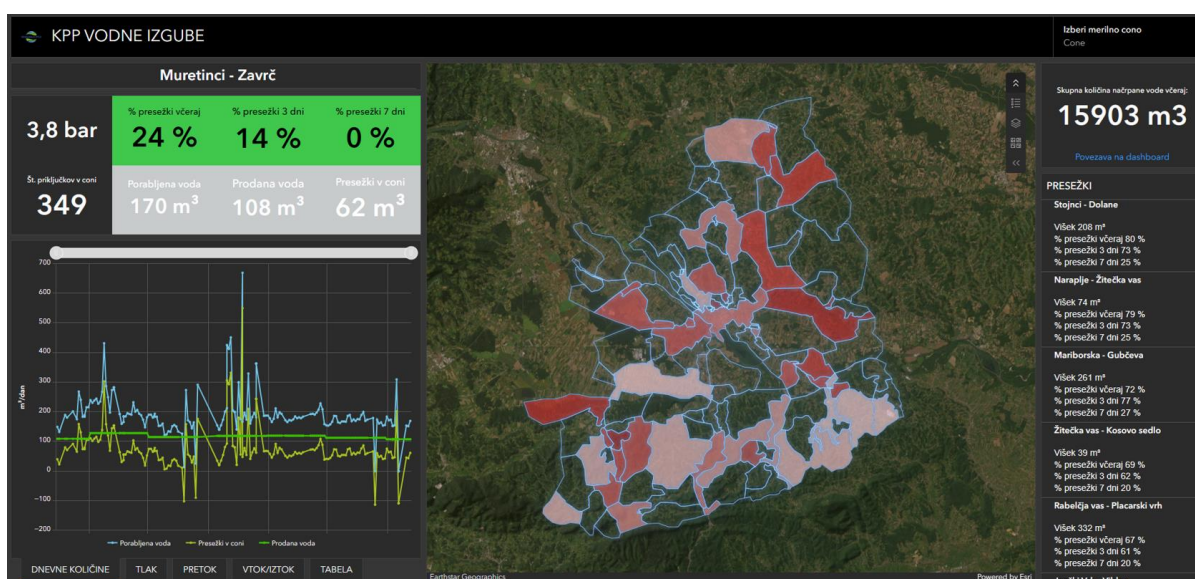 KPP VODNE IZGUBE
Izberi merilno cono
Cone
Muretinci - Zavrč
3,8 bar
% presežki včeraj
24 %
% presežki 3 dni
14 %
% presežki 7 dni
0 %
Št. priključkov v coni
349
Porabljena voda
170 m³
Prodana voda
108 m³
Presežki v coni
62 m³
700
600
500
400
300
200
100
0
−100
−200
m³/dan
Porabljena voda
Presežki v coni
Prodana voda
DNEVNE KOLIČINE
TLAK
PRETOK
VTOK/IZTOK
TABELA
Earthstar Geographics
Powered by Esri
Skupna količina načrpane vode včeraj:
15903 m3
Povezava na dashboard
PRESEŽKI
Stojnci - Dolane
Višek 208 m³
% presežki včeraj 80 %
% presežki 3 dni 73 %
% presežki 7 dni 25 %
Naraplje - Žitečka vas
Višek 74 m³
% presežki včeraj 79 %
% presežki 3 dni 73 %
% presežki 7 dni 25 %
Mariborska - Gubčeva
Višek 261 m³
% presežki včeraj 72 %
% presežki 3 dni 77 %
% presežki 7 dni 27 %
Žitečka vas - Kosovo sedlo
Višek 39 m³
% presežki včeraj 69 %
% presežki 3 dni 62 %
% presežki 7 dni 20 %
Rabelčja vas - Placarski vrh
Višek 332 m³
% presežki včeraj 67 %
% presežki 3 dni 61 %
% presežki 7 dni 20 %